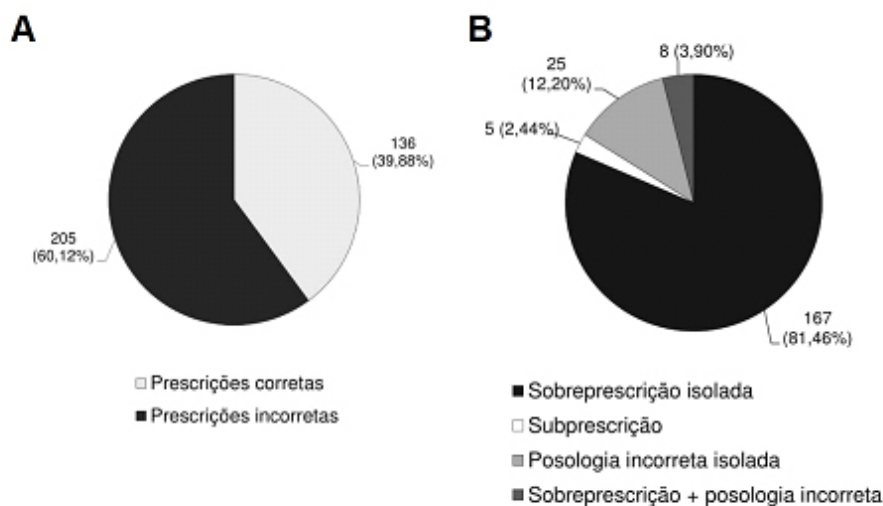 A
136
(39,88%)
205
(60,12%)
Prescrições corretas
Prescrições incorretas
B
8 (3,90%)
25
(12,20%)
5 (2,44%)
167
(81,46%)
Sobreprescrição isolada
Subprescrição
Posologia incorreta isolada
Sobreprescrição + posologia incorreta